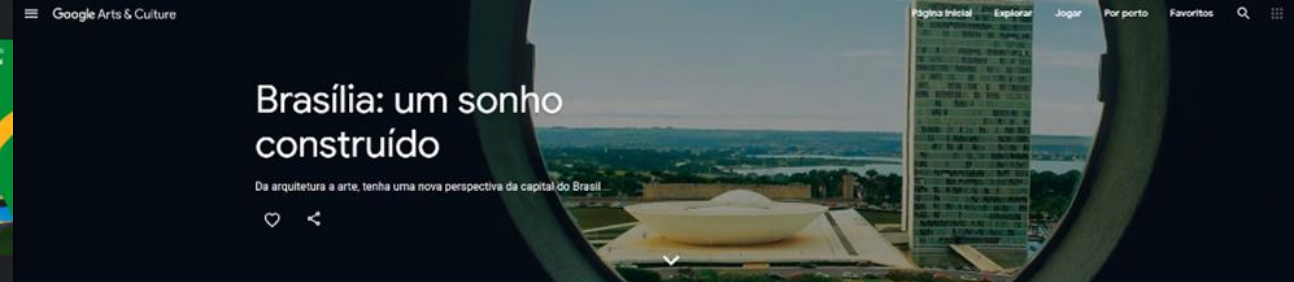 Google Arts & Culture
Página Inicial Explorar Jogar Por perto Favoritos
Brasília: um sonho
construído
Da arquitetura a arte, tenha uma nova perspectiva da capital do Brasil